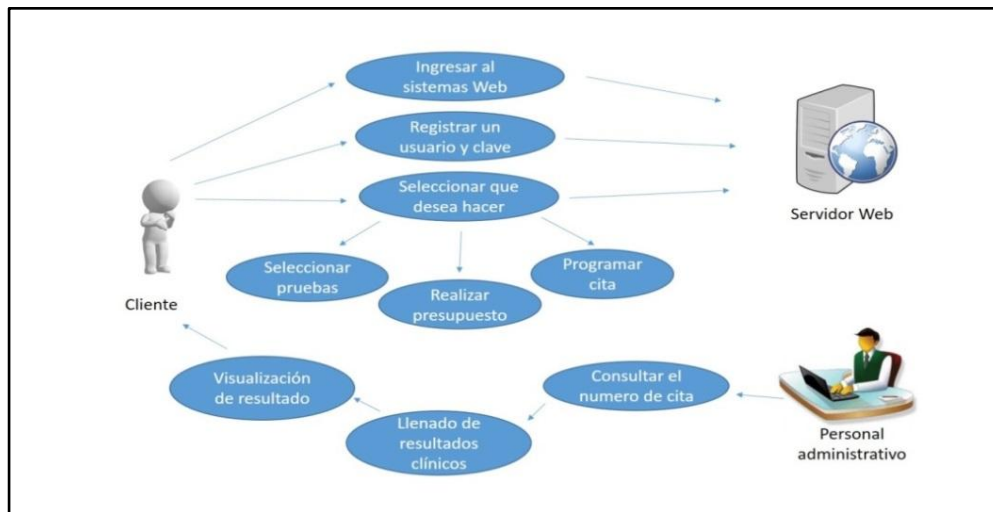 Ingresar al
sistemas Web
Registrar un
usuario y clave
Seleccionar que
desea hacer
Servidor Web
Seleccionar
pruebas
Realizar
presupuesto
Programar
cita
Cliente
Visualización
de resultado
Llenado de
resultados
clínicos
Consultar el
numero de cita
Personal
administrativo